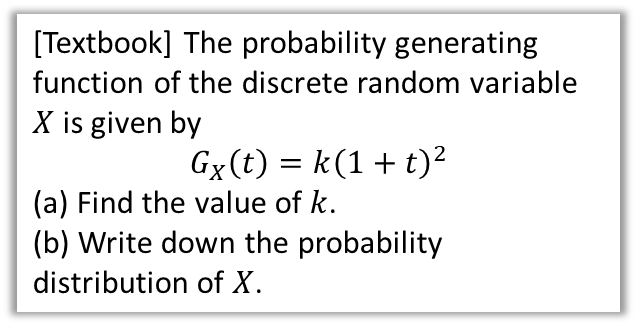 [Textbook] The probability generating
function of the discrete random variable
X is given by
G_X(t) = k(1 + t)²
(a) Find the value of k.
(b) Write down the probability
distribution of X.